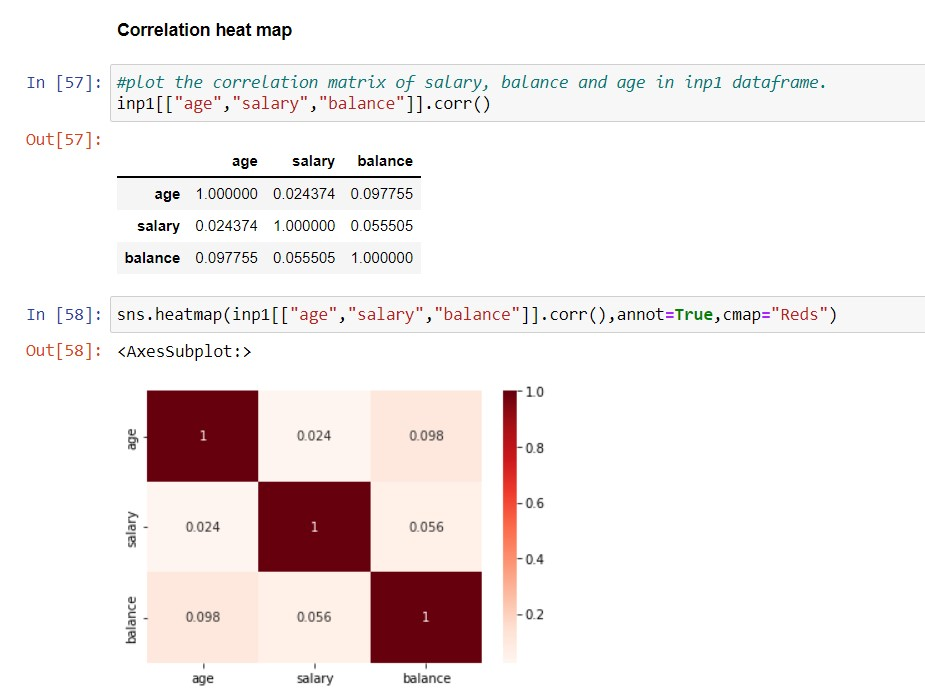 Correlation heat map
In [57]: #plot the correlation matrix of salary, balance and age in inp1 dataframe.
inp1[["age","salary","balance"]].corr()
Out[57]:
age salary balance
age 1.000000 0.024374 0.097755
salary 0.024374 1.000000 0.055505
balance 0.097755 0.055505 1.000000
In [58]: sns.heatmap(inp1[["age","salary","balance"]].corr(),annot=True,cmap="Reds")
Out[58]: <AxesSubplot:>
1.0
age 1 0.024 0.098
0.8
0.6
salary 0.024 1 0.056
0.4
balance 0.098 0.056 1
0.2
age salary balance